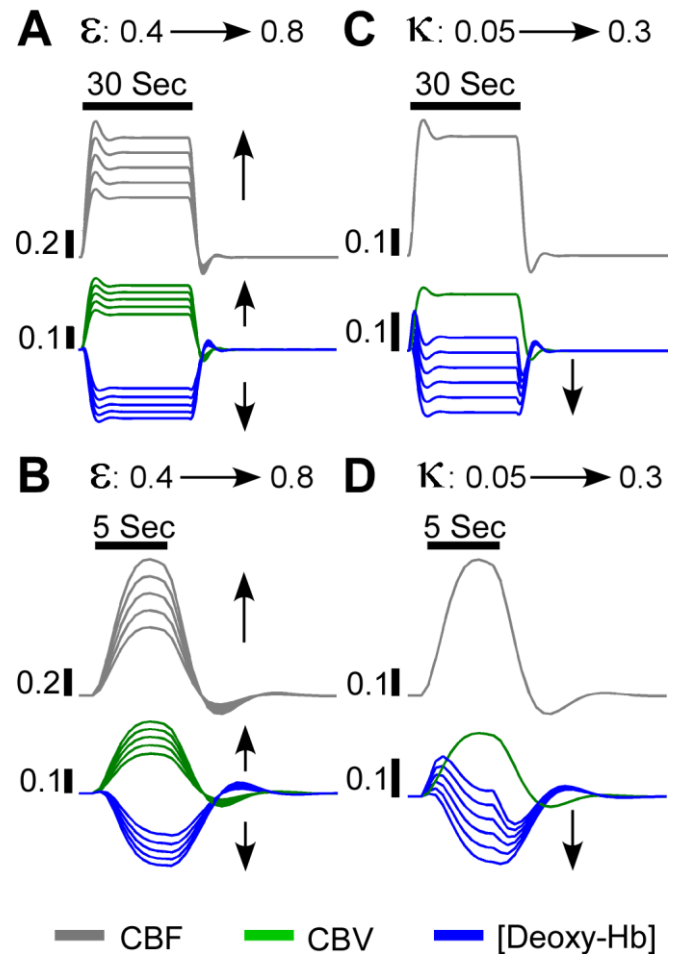 A ε: 0.4 → 0.8
30 Sec
0.2
0.1
B ε: 0.4 → 0.8
5 Sec
0.2
0.1
C κ: 0.05 → 0.3
30 Sec
0.1
0.1
D κ: 0.05 → 0.3
5 Sec
0.1
0.1
CBF CBV [Deoxy-Hb]